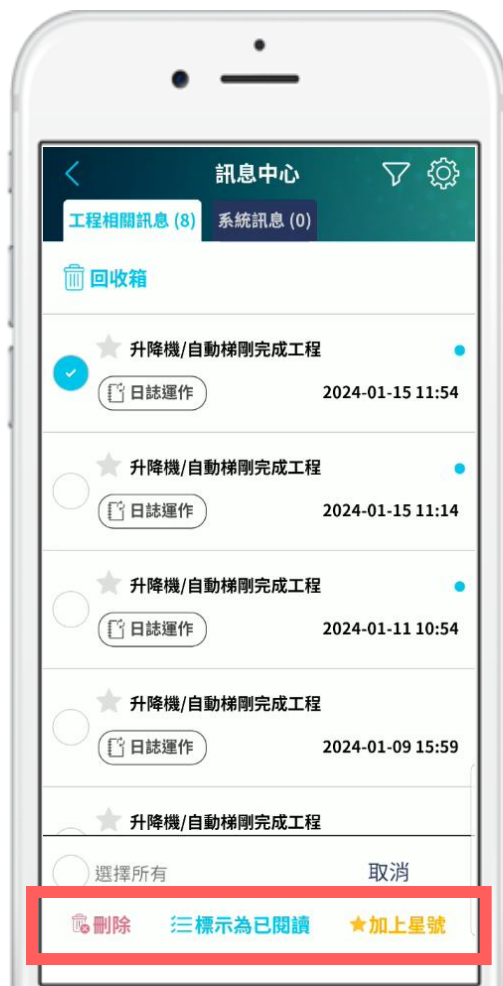 訊息中心
工程相關訊息 (8)
系統訊息 (0)
回收箱
升降機/自動梯剛完成工程
日誌運作
2024-01-15 11:54
升降機/自動梯剛完成工程
日誌運作
2024-01-15 11:14
升降機/自動梯剛完成工程
日誌運作
2024-01-11 10:54
升降機/自動梯剛完成工程
日誌運作
2024-01-09 15:59
升降機/自動梯剛完成工程
選擇所有
取消
刪除
標示為已閱讀
加上星號